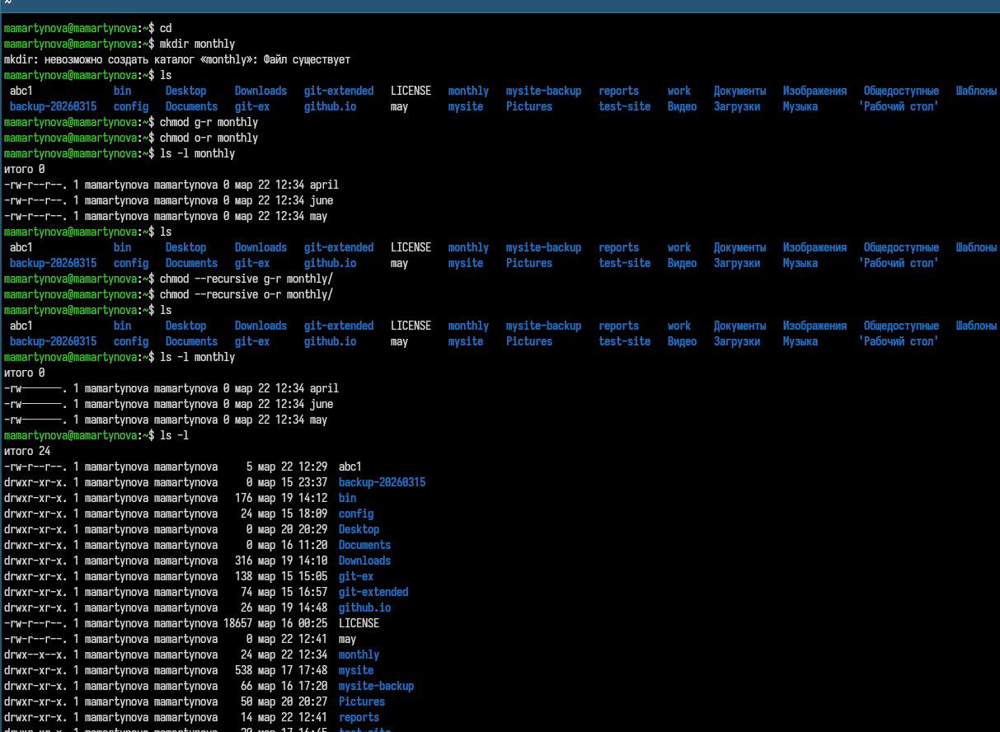 ~
mamartynova@mamartynova:~$ cd
mamartynova@mamartynova:~$ mkdir monthly
mkdir: невозможно создать каталог «monthly»: Файл существует
mamartynova@mamartynova:~$ ls
abc1 bin Desktop Downloads git-extended LICENSE monthly mysite-backup reports work Документы Изображения Общедоступные Шаблоны
backup-20260315 config Documents git-ex github.io may mysite Pictures test-site Видео Загрузки Музыка 'Рабочий стол'
mamartynova@mamartynova:~$ chmod g-r monthly
mamartynova@mamartynova:~$ chmod o-r monthly
mamartynova@mamartynova:~$ ls -l monthly
итого 0
-rw-r--r--. 1 mamartynova mamartynova 0 мар 22 12:34 april
-rw-r--r--. 1 mamartynova mamartynova 0 мар 22 12:34 june
-rw-r--r--. 1 mamartynova mamartynova 0 мар 22 12:34 may
mamartynova@mamartynova:~$ ls
abc1 bin Desktop Downloads git-extended LICENSE monthly mysite-backup reports work Документы Изображения Общедоступные Шаблоны
backup-20260315 config Documents git-ex github.io may mysite Pictures test-site Видео Загрузки Музыка 'Рабочий стол'
mamartynova@mamartynova:~$ chmod --recursive g-r monthly/
mamartynova@mamartynova:~$ chmod --recursive o-r monthly/
mamartynova@mamartynova:~$ ls
abc1 bin Desktop Downloads git-extended LICENSE monthly mysite-backup reports work Документы Изображения Общедоступные Шаблоны
backup-20260315 config Documents git-ex github.io may mysite Pictures test-site Видео Загрузки Музыка 'Рабочий стол'
mamartynova@mamartynova:~$ ls -l monthly
итого 0
-rw-------. 1 mamartynova mamartynova 0 мар 22 12:34 april
-rw-------. 1 mamartynova mamartynova 0 мар 22 12:34 june
-rw-------. 1 mamartynova mamartynova 0 мар 22 12:34 may
mamartynova@mamartynova:~$ ls -l
итого 24
-rw-r--r--. 1 mamartynova mamartynova 5 мар 22 12:29 abc1
drwxr-xr-x. 1 mamartynova mamartynova 0 мар 15 23:37 backup-20260315
drwxr-xr-x. 1 mamartynova mamartynova 176 мар 19 14:12 bin
drwxr-xr-x. 1 mamartynova mamartynova 24 мар 15 18:09 config
drwxr-xr-x. 1 mamartynova mamartynova 0 мар 20 20:29 Desktop
drwxr-xr-x. 1 mamartynova mamartynova 0 мар 16 11:20 Documents
drwxr-xr-x. 1 mamartynova mamartynova 316 мар 19 14:10 Downloads
drwxr-xr-x. 1 mamartynova mamartynova 138 мар 15 15:05 git-ex
drwxr-xr-x. 1 mamartynova mamartynova 74 мар 15 16:57 git-extended
drwxr-xr-x. 1 mamartynova mamartynova 26 мар 19 14:48 github.io
-rw-r--r--. 1 mamartynova mamartynova 18657 мар 16 00:25 LICENSE
-rw-r--r--. 1 mamartynova mamartynova 0 мар 22 12:41 may
drwx--x--x. 1 mamartynova mamartynova 24 мар 22 12:34 monthly
drwxr-xr-x. 1 mamartynova mamartynova 538 мар 17 17:48 mysite
drwxr-xr-x. 1 mamartynova mamartynova 66 мар 16 17:20 mysite-backup
drwxr-xr-x. 1 mamartynova mamartynova 50 мар 20 20:27 Pictures
drwxr-xr-x. 1 mamartynova mamartynova 14 мар 22 12:41 reports